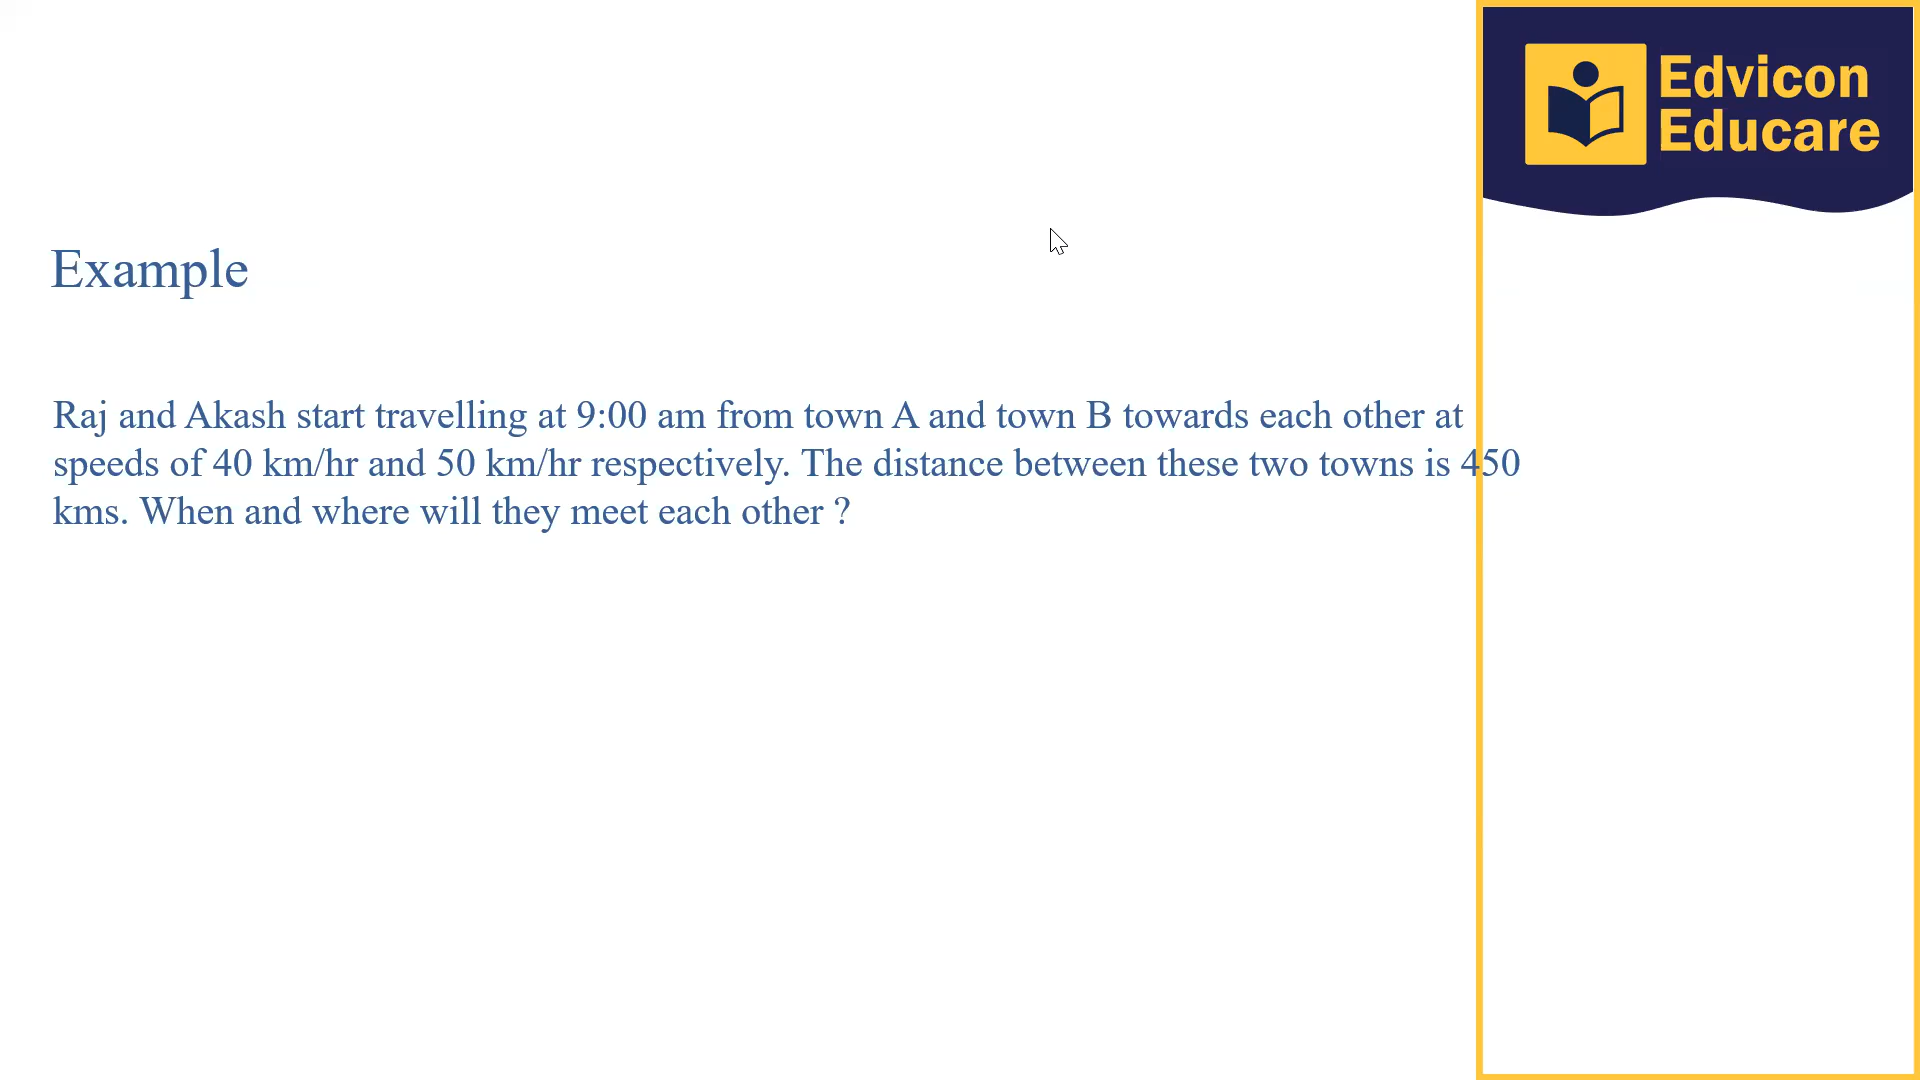 Edvicon
Educare
Example
Raj and Akash start travelling at 9:00 am from town A and town B towards each other at
speeds of 40 km/hr and 50 km/hr respectively. The distance between these two towns is 450
kms. When and where will they meet each other ?